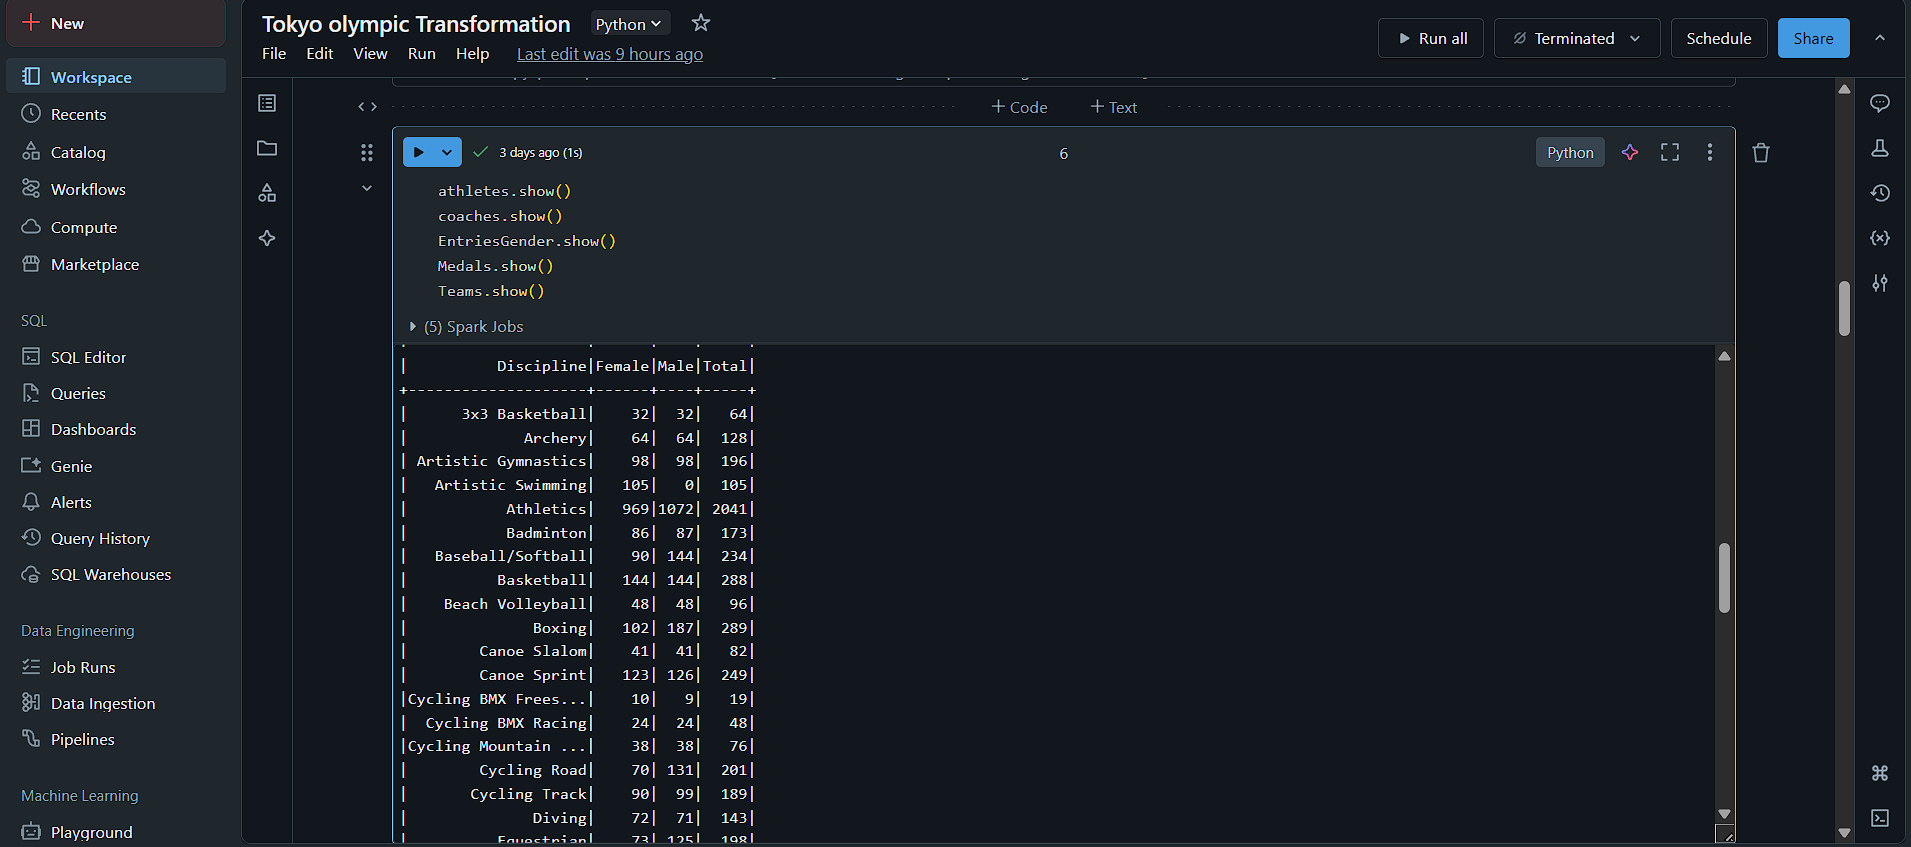 New
Workspace
Recents
Catalog
Workflows
Compute
Marketplace
SQL
SQL Editor
Queries
Dashboards
Genie
Alerts
Query History
SQL Warehouses
Data Engineering
Job Runs
Data Ingestion
Pipelines
Machine Learning
Playground
Tokyo olympic Transformation
Python
File Edit View Run Help Last edit was 9 hours ago
Run all
Terminated
Schedule
Share
+ Code + Text
3 days ago (1s)
6
Python
athletes.show()
coaches.show()
EntriesGender.show()
Medals.show()
Teams.show()
(5) Spark Jobs
| Discipline|Female|Male|Total|
+--------------------+------+----+-----+
| 3x3 Basketball| 32| 32| 64|
| Archery| 64| 64| 128|
| Artistic Gymnastics| 98| 98| 196|
| Artistic Swimming| 105| 0| 105|
| Athletics| 969|1072| 2041|
| Badminton| 86| 87| 173|
| Baseball/Softball| 90| 144| 234|
| Basketball| 144| 144| 288|
| Beach Volleyball| 48| 48| 96|
| Boxing| 102| 187| 289|
| Canoe Slalom| 41| 41| 82|
| Canoe Sprint| 123| 126| 249|
|Cycling BMX Frees...| 10| 9| 19|
| Cycling BMX Racing| 24| 24| 48|
|Cycling Mountain ...| 38| 38| 76|
| Cycling Road| 70| 131| 201|
| Cycling Track| 90| 99| 189|
| Diving| 72| 71| 143|
| Equestrian| 73| 125| 198|